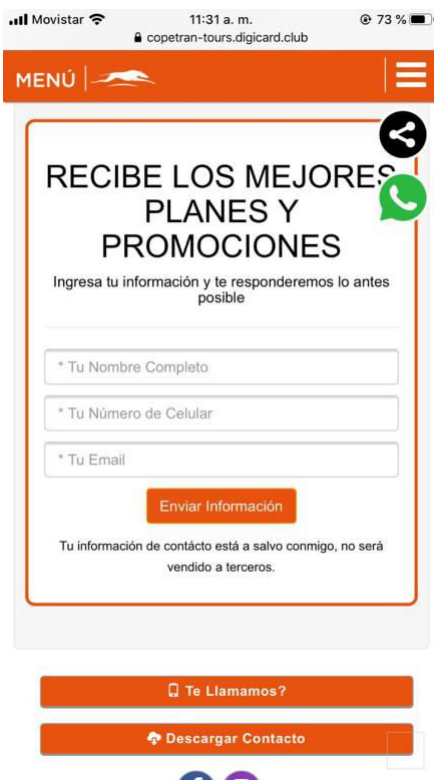 Movistar 11:31 a. m. 73 %
copetran-tours.digicard.club
MENÚ
RECIBE LOS MEJORES
PLANES Y
PROMOCIONES
Ingresa tu información y te responderemos lo antes
posible
* Tu Nombre Completo
* Tu Número de Celular
* Tu Email
Enviar Información
Tu información de contácto está a salvo conmigo, no será
vendido a terceros.
Te Llamamos?
Descargar Contacto